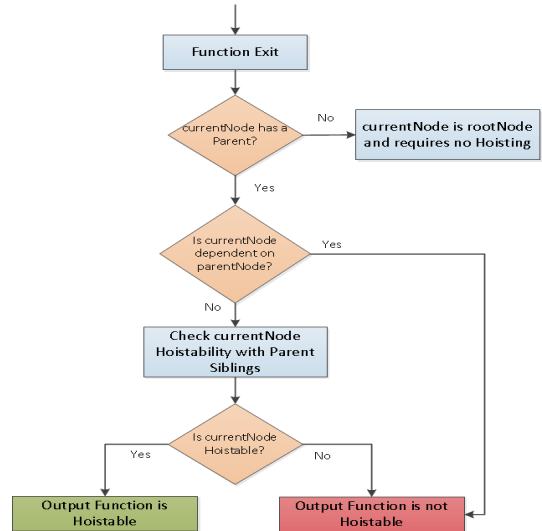 Function Exit
currentNode has a
Parent?
No
currentNode is rootNode
and requires no Hoisting
Yes
Is currentNode
dependent on
parentNode?
Yes
No
Check currentNode
Hoistability with Parent
Siblings
Is currentNode
Hoistable?
Yes
No
Output Function is
Hoistable
Output Function is not
Hoistable